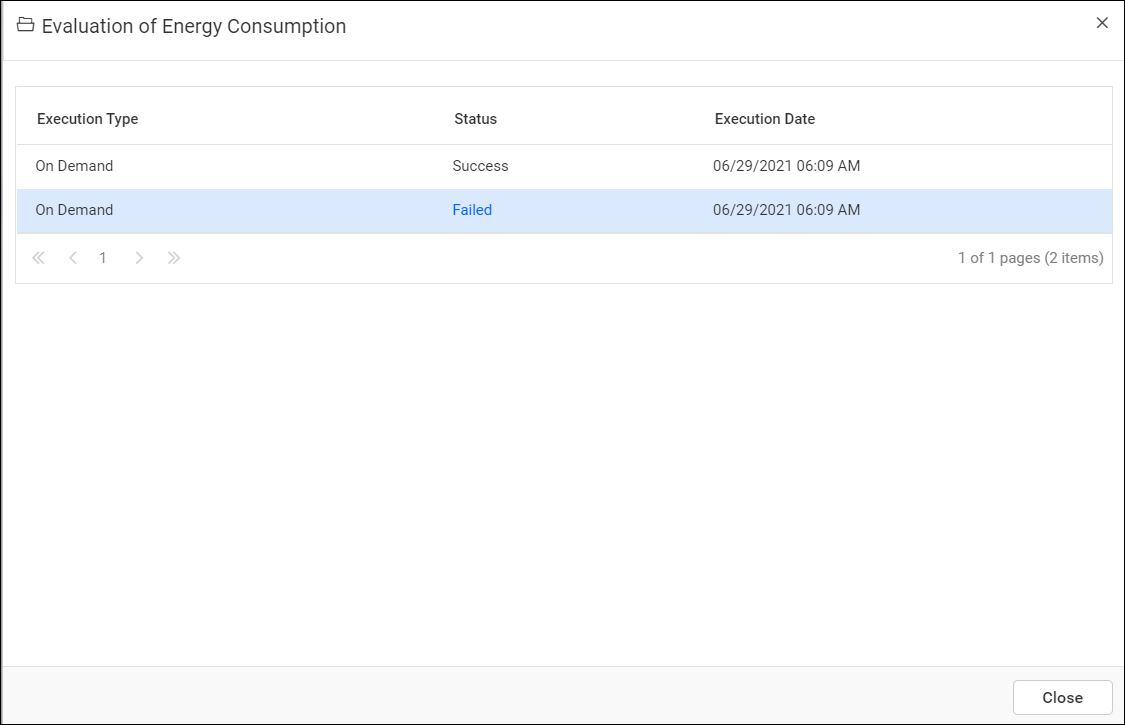 Evaluation of Energy Consumption
Execution Type Status Execution Date
On Demand Success 06/29/2021 06:09 AM
On Demand Failed 06/29/2021 06:09 AM
1 1 of 1 pages (2 items)
Close